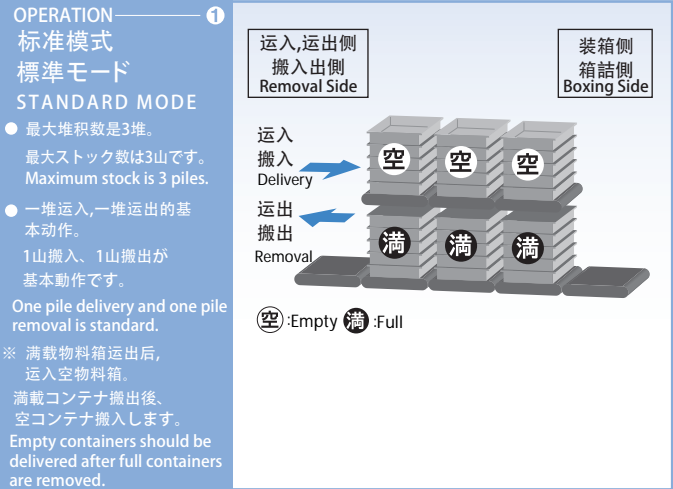 OPERATION ❶
标准模式
標準モード
STANDARD MODE
● 最大堆积数是3堆。
最大ストック数は3山です。
Maximum stock is 3 piles.
● 一堆运入,一堆运出的基
本动作。
1山搬入、1山搬出が
基本動作です。
One pile delivery and one pile
removal is standard.
※ 满载物料箱运出后,
运入空物料箱。
満載コンテナ搬出後、
空コンテナ搬入します。
Empty containers should be
delivered after full containers
are removed.
运入,运出侧
搬入出側
Removal Side
装箱侧
箱詰側
Boxing Side
运入
搬入
Delivery
运出
搬出
Removal
空 空 空
満 満 満
空:Empty 満:Full